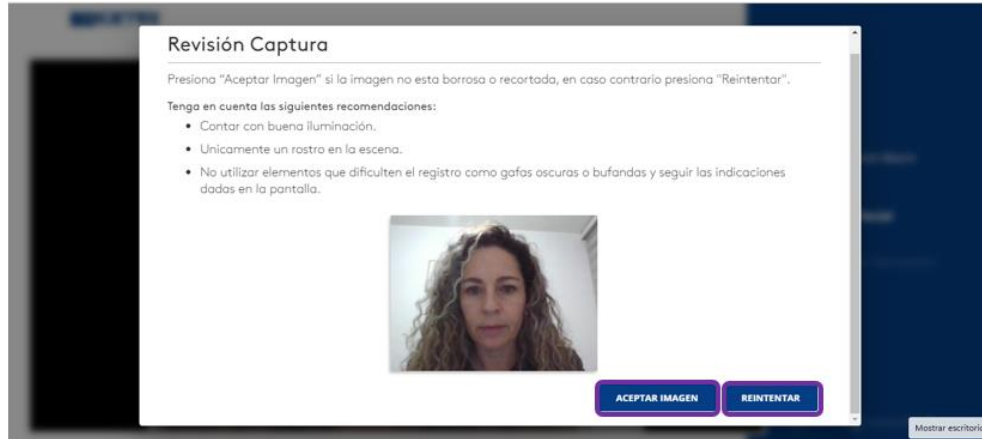 Revisión Captura
Presiona "Aceptar Imagen" si la imagen no esta borrosa o recortada, en caso contrario presiona "Reintentar".
Tenga en cuenta las siguientes recomendaciones:
• Contar con buena iluminación.
• Unicamente un rostro en la escena.
• No utilizar elementos que dificulten el registro como gafas oscuras o bufandas y seguir las indicaciones
dadas en la pantalla.
ACEPTAR IMAGEN
REINTENTAR
Mostrar escritorio